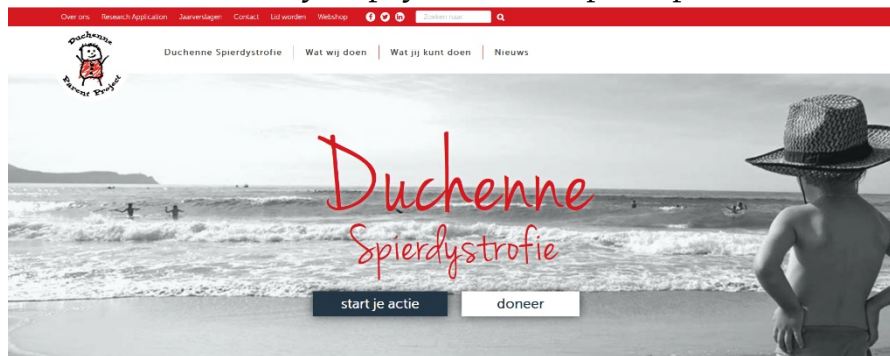 Over ons Research Application Jaarverslagen Contact Lid worden Webshop Zoeken naar
Duchenne Parent Project
Duchenne Spierdystrofie Wat wij doen Wat jij kunt doen Nieuws
Duchenne
Spierdystrofie
start je actie doneer